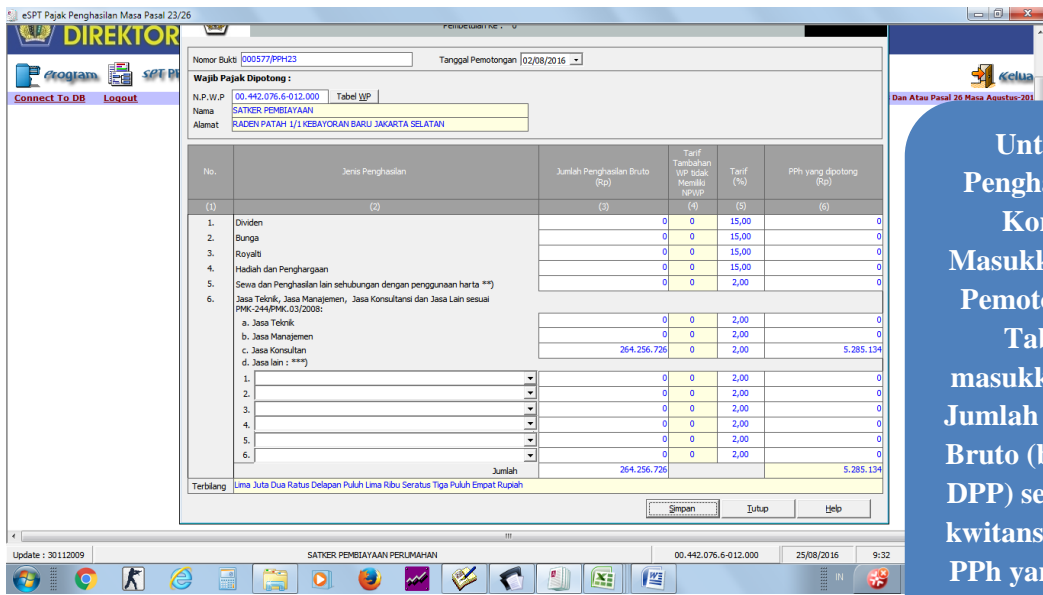 eSPT Pajak Penghasilan Masa Pasal 23/26
DIREKTOR
Program
SPT
Connect To DB Logout
Dan Atau Pasal 26 Masa Agustus-201
Nomor Bukti 000577/PPH23 Tanggal Pemotongan 02/08/2016
Wajib Pajak Dipotong :
N.P.W.P 00.442.076.6-012.000 Tabel WP
Nama SATKER PEMBIAYAAN
Alamat RADEN PATAH 1/1 KEBAYORAN BARU JAKARTA SELATAN
No. Jenis Penghasilan Jumlah Penghasilan Bruto (Rp) Tarif Tambahan WP tidak Memiliki NPWP Tarif (%) PPh yang dipotong (Rp)
(1) (2) (3) (4) (5) (6)
1. Dividen 0 0 15,00 0
2. Bunga 0 0 15,00 0
3. Royalti 0 0 15,00 0
4. Hadiah dan Penghargaan 0 0 15,00 0
5. Sewa dan Penghasilan lain sehubungan dengan penggunaan harta **) 0 0 2,00 0
6. Jasa Teknik, Jasa Manajemen, Jasa Konsultansi dan Jasa Lain sesuai
PMK-244/PMK.03/2008:
a. Jasa Teknik 0 0 2,00 0
b. Jasa Manajemen 0 0 2,00 0
c. Jasa Konsultan 264.256.726 0 2,00 5.285.134
d. Jasa lain : ***)
1. 0 0 2,00 0
2. 0 0 2,00 0
3. 0 0 2,00 0
4. 0 0 2,00 0
5. 0 0 2,00 0
6. 0 0 2,00 0
Jumlah 264.256.726 5.285.134
Terbilang Lima Juta Dua Ratus Delapan Puluh Lima Ribu Seratus Tiga Puluh Empat Rupiah
Simpan Tutup Help
Update : 30112009 SATKER PEMBIAYAAN PERUMAHAN 00.442.076.6-012.000 25/08/2016 9:32
IN
Kelua
Unt
Pengha
Kon
Masukk
Pemoto
Tab
masukk
Jumlah
Bruto (b
DPP) se
kwitans
PPh yan